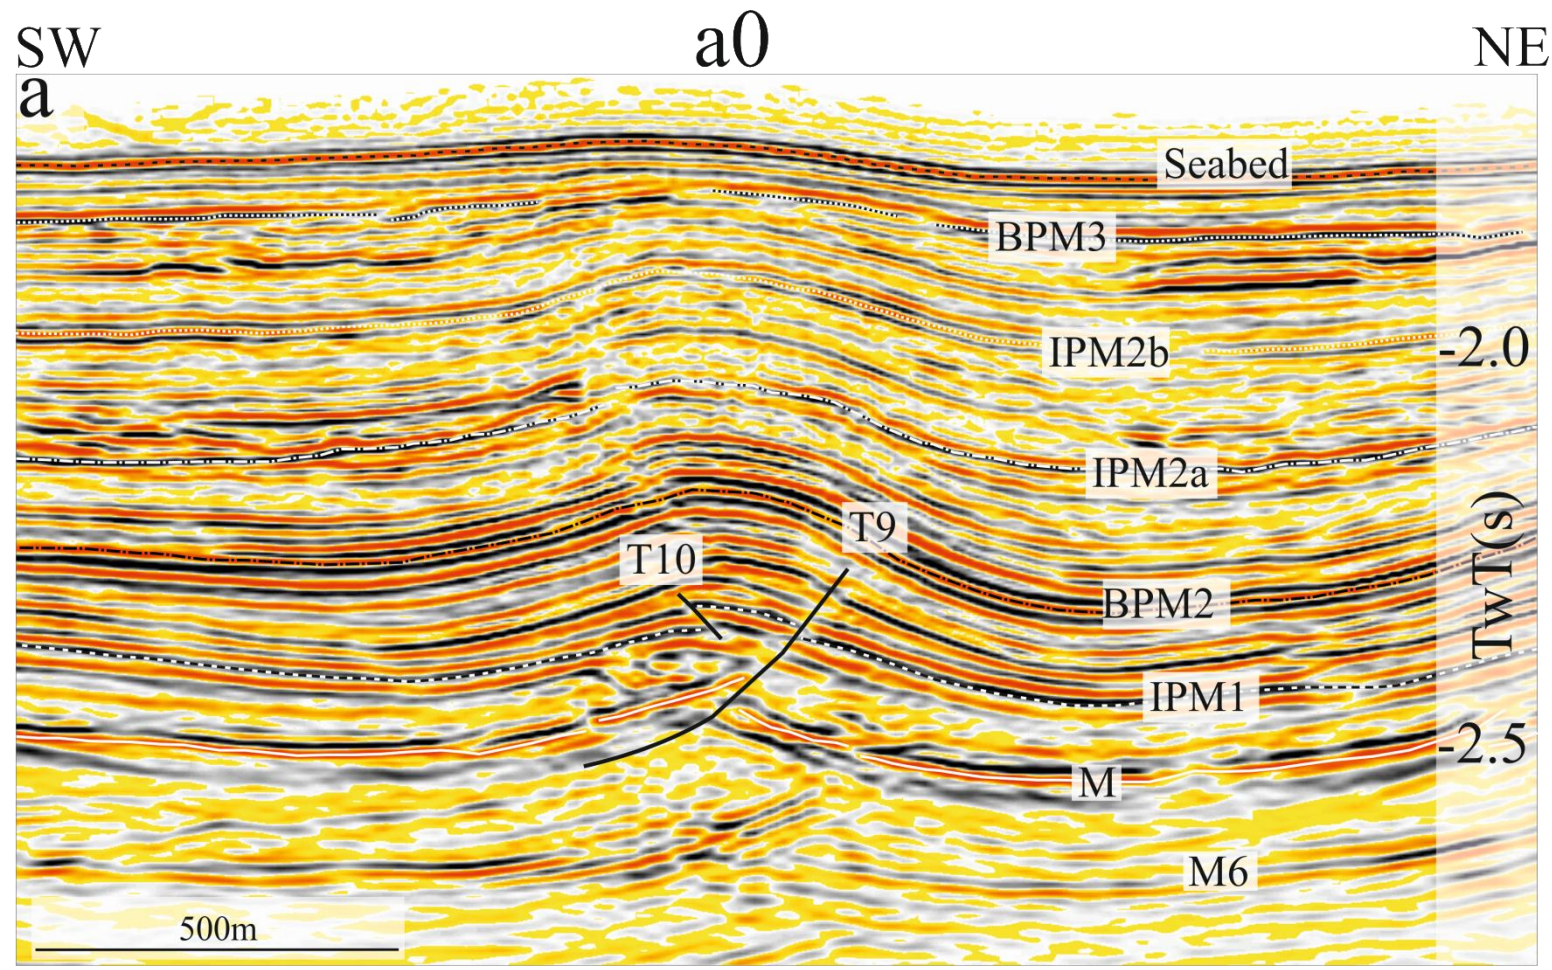 SW
a0
NE
a
Seabed
BPM3
IPM2b
-2.0
IPM2a
T9
T10
TwT(s)
BPM2
IPM1
-2.5
M
M6
500m